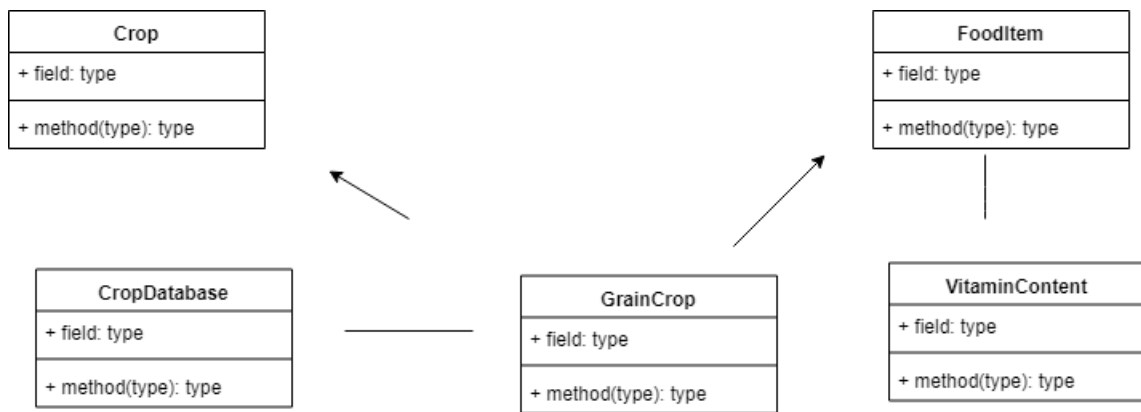 Crop
+ field: type
+ method(type): type
FoodItem
+ field: type
+ method(type): type
CropDatabase
+ field: type
+ method(type): type
GrainCrop
+ field: type
+ method(type): type
VitaminContent
+ field: type
+ method(type): type